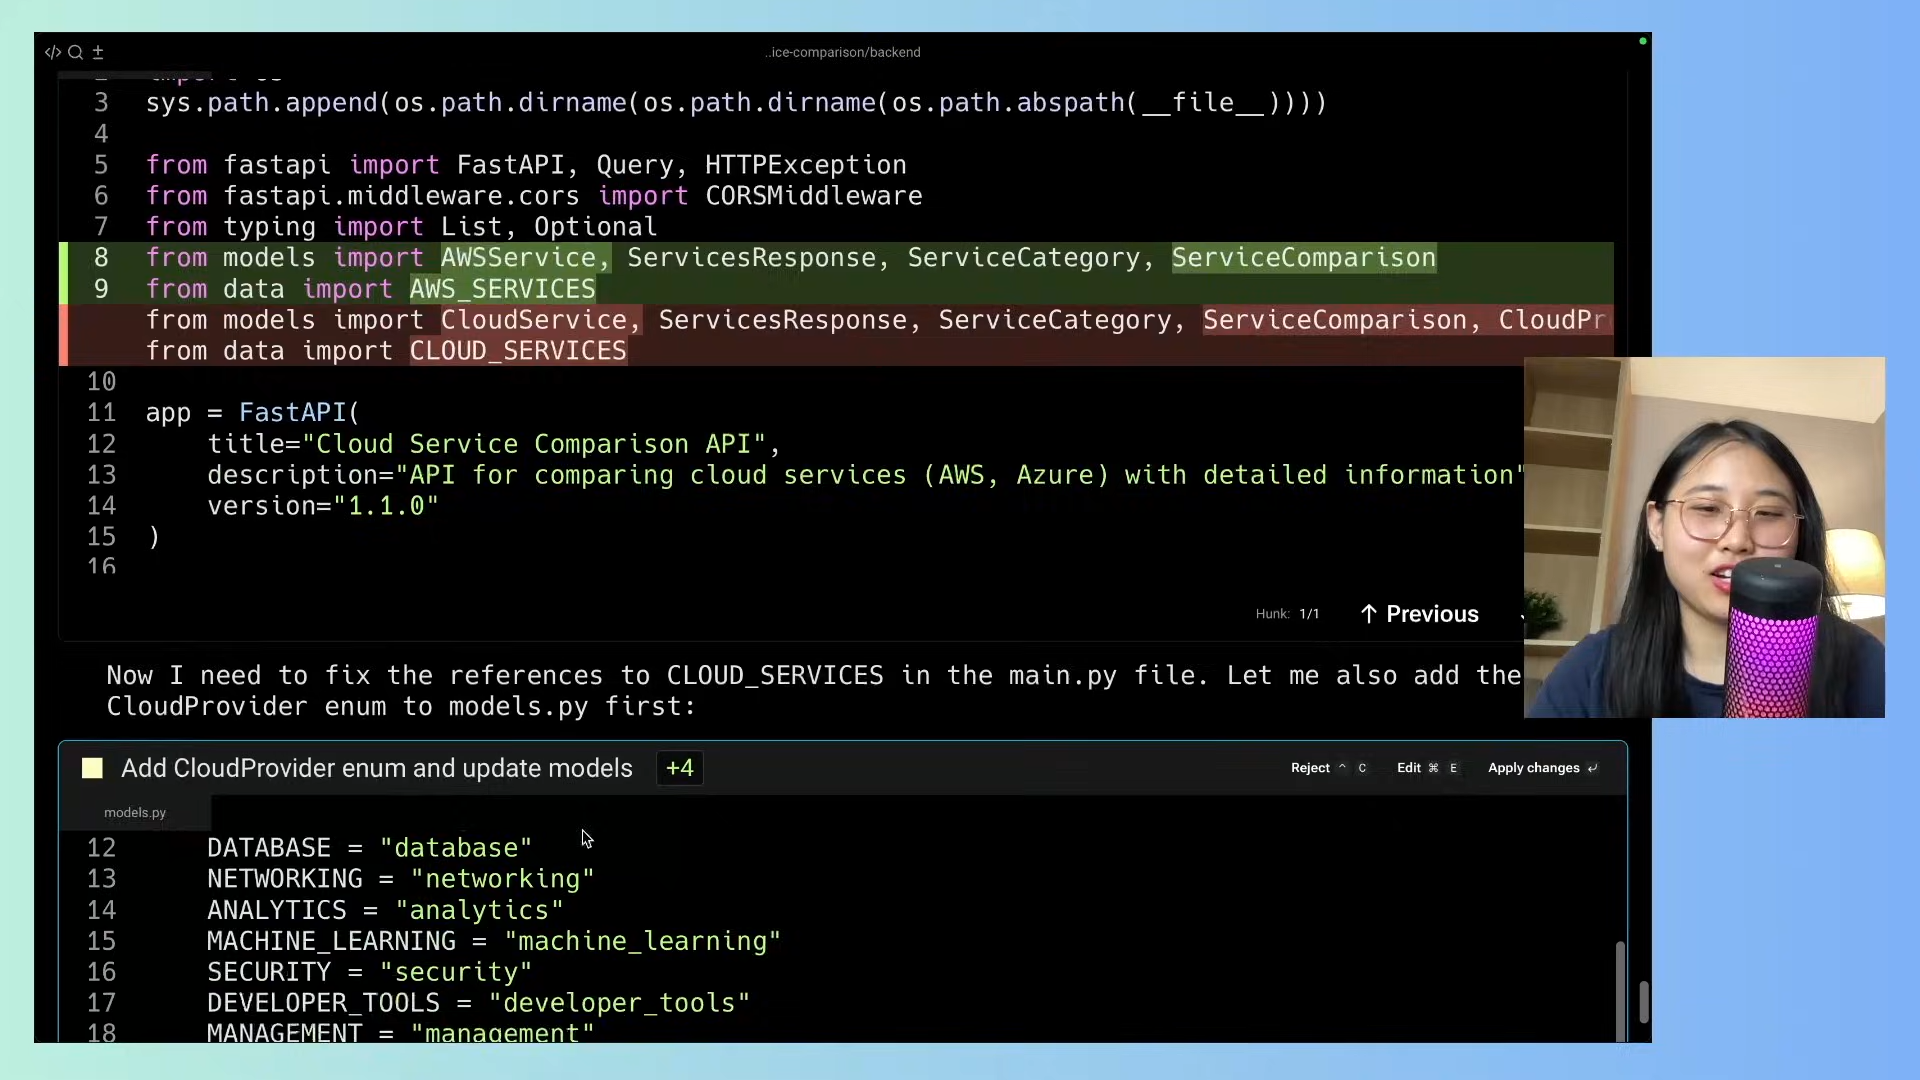 ..ice-comparison/backend
3 sys.path.append(os.path.dirname(os.path.dirname(os.path.abspath(__file__))))
4
5 from fastapi import FastAPI, Query, HTTPException
6 from fastapi.middleware.cors import CORSMiddleware
7 from typing import List, Optional
8 from models import AWSService, ServicesResponse, ServiceCategory, ServiceComparison
9 from data import AWS_SERVICES
from models import CloudService, ServicesResponse, ServiceCategory, ServiceComparison, CloudPr
from data import CLOUD_SERVICES
10
11 app = FastAPI(
12 title="Cloud Service Comparison API",
13 description="API for comparing cloud services (AWS, Azure) with detailed information"
14 version="1.1.0"
15 )
16
Hunk: 1/1 ↑ Previous
Now I need to fix the references to CLOUD_SERVICES in the main.py file. Let me also add the
CloudProvider enum to models.py first:
Add CloudProvider enum and update models +4 Reject ⌃ C Edit ⌘ E Apply changes ↵
models.py
12 DATABASE = "database"
13 NETWORKING = "networking"
14 ANALYTICS = "analytics"
15 MACHINE_LEARNING = "machine_learning"
16 SECURITY = "security"
17 DEVELOPER_TOOLS = "developer_tools"
18 MANAGEMENT = "management"